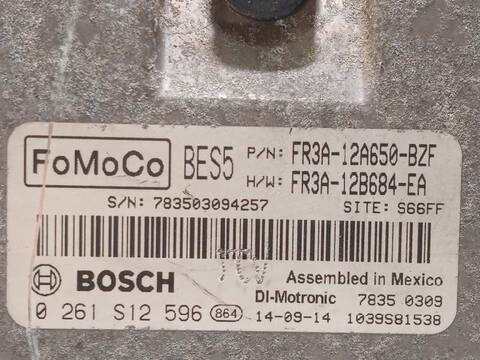 FoMoCo BES5 P/N: FR3A-12A650-BZF
H/W: FR3A-12B684-EA
S/N: 783503094257 SITE: S66FF
TCV
BOSCH Assembled in Mexico
DI-Motronic 7835 0309
0 261 S12 596 864 14-09-14 1039S81538